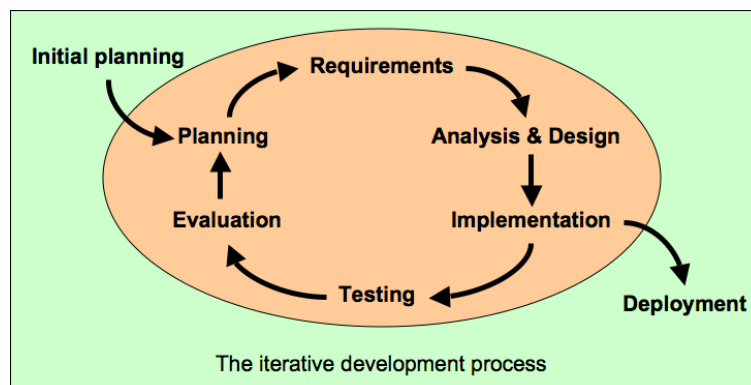 Initial planning
Requirements
Planning
Analysis & Design
Evaluation
Implementation
Testing
Deployment
The iterative development process